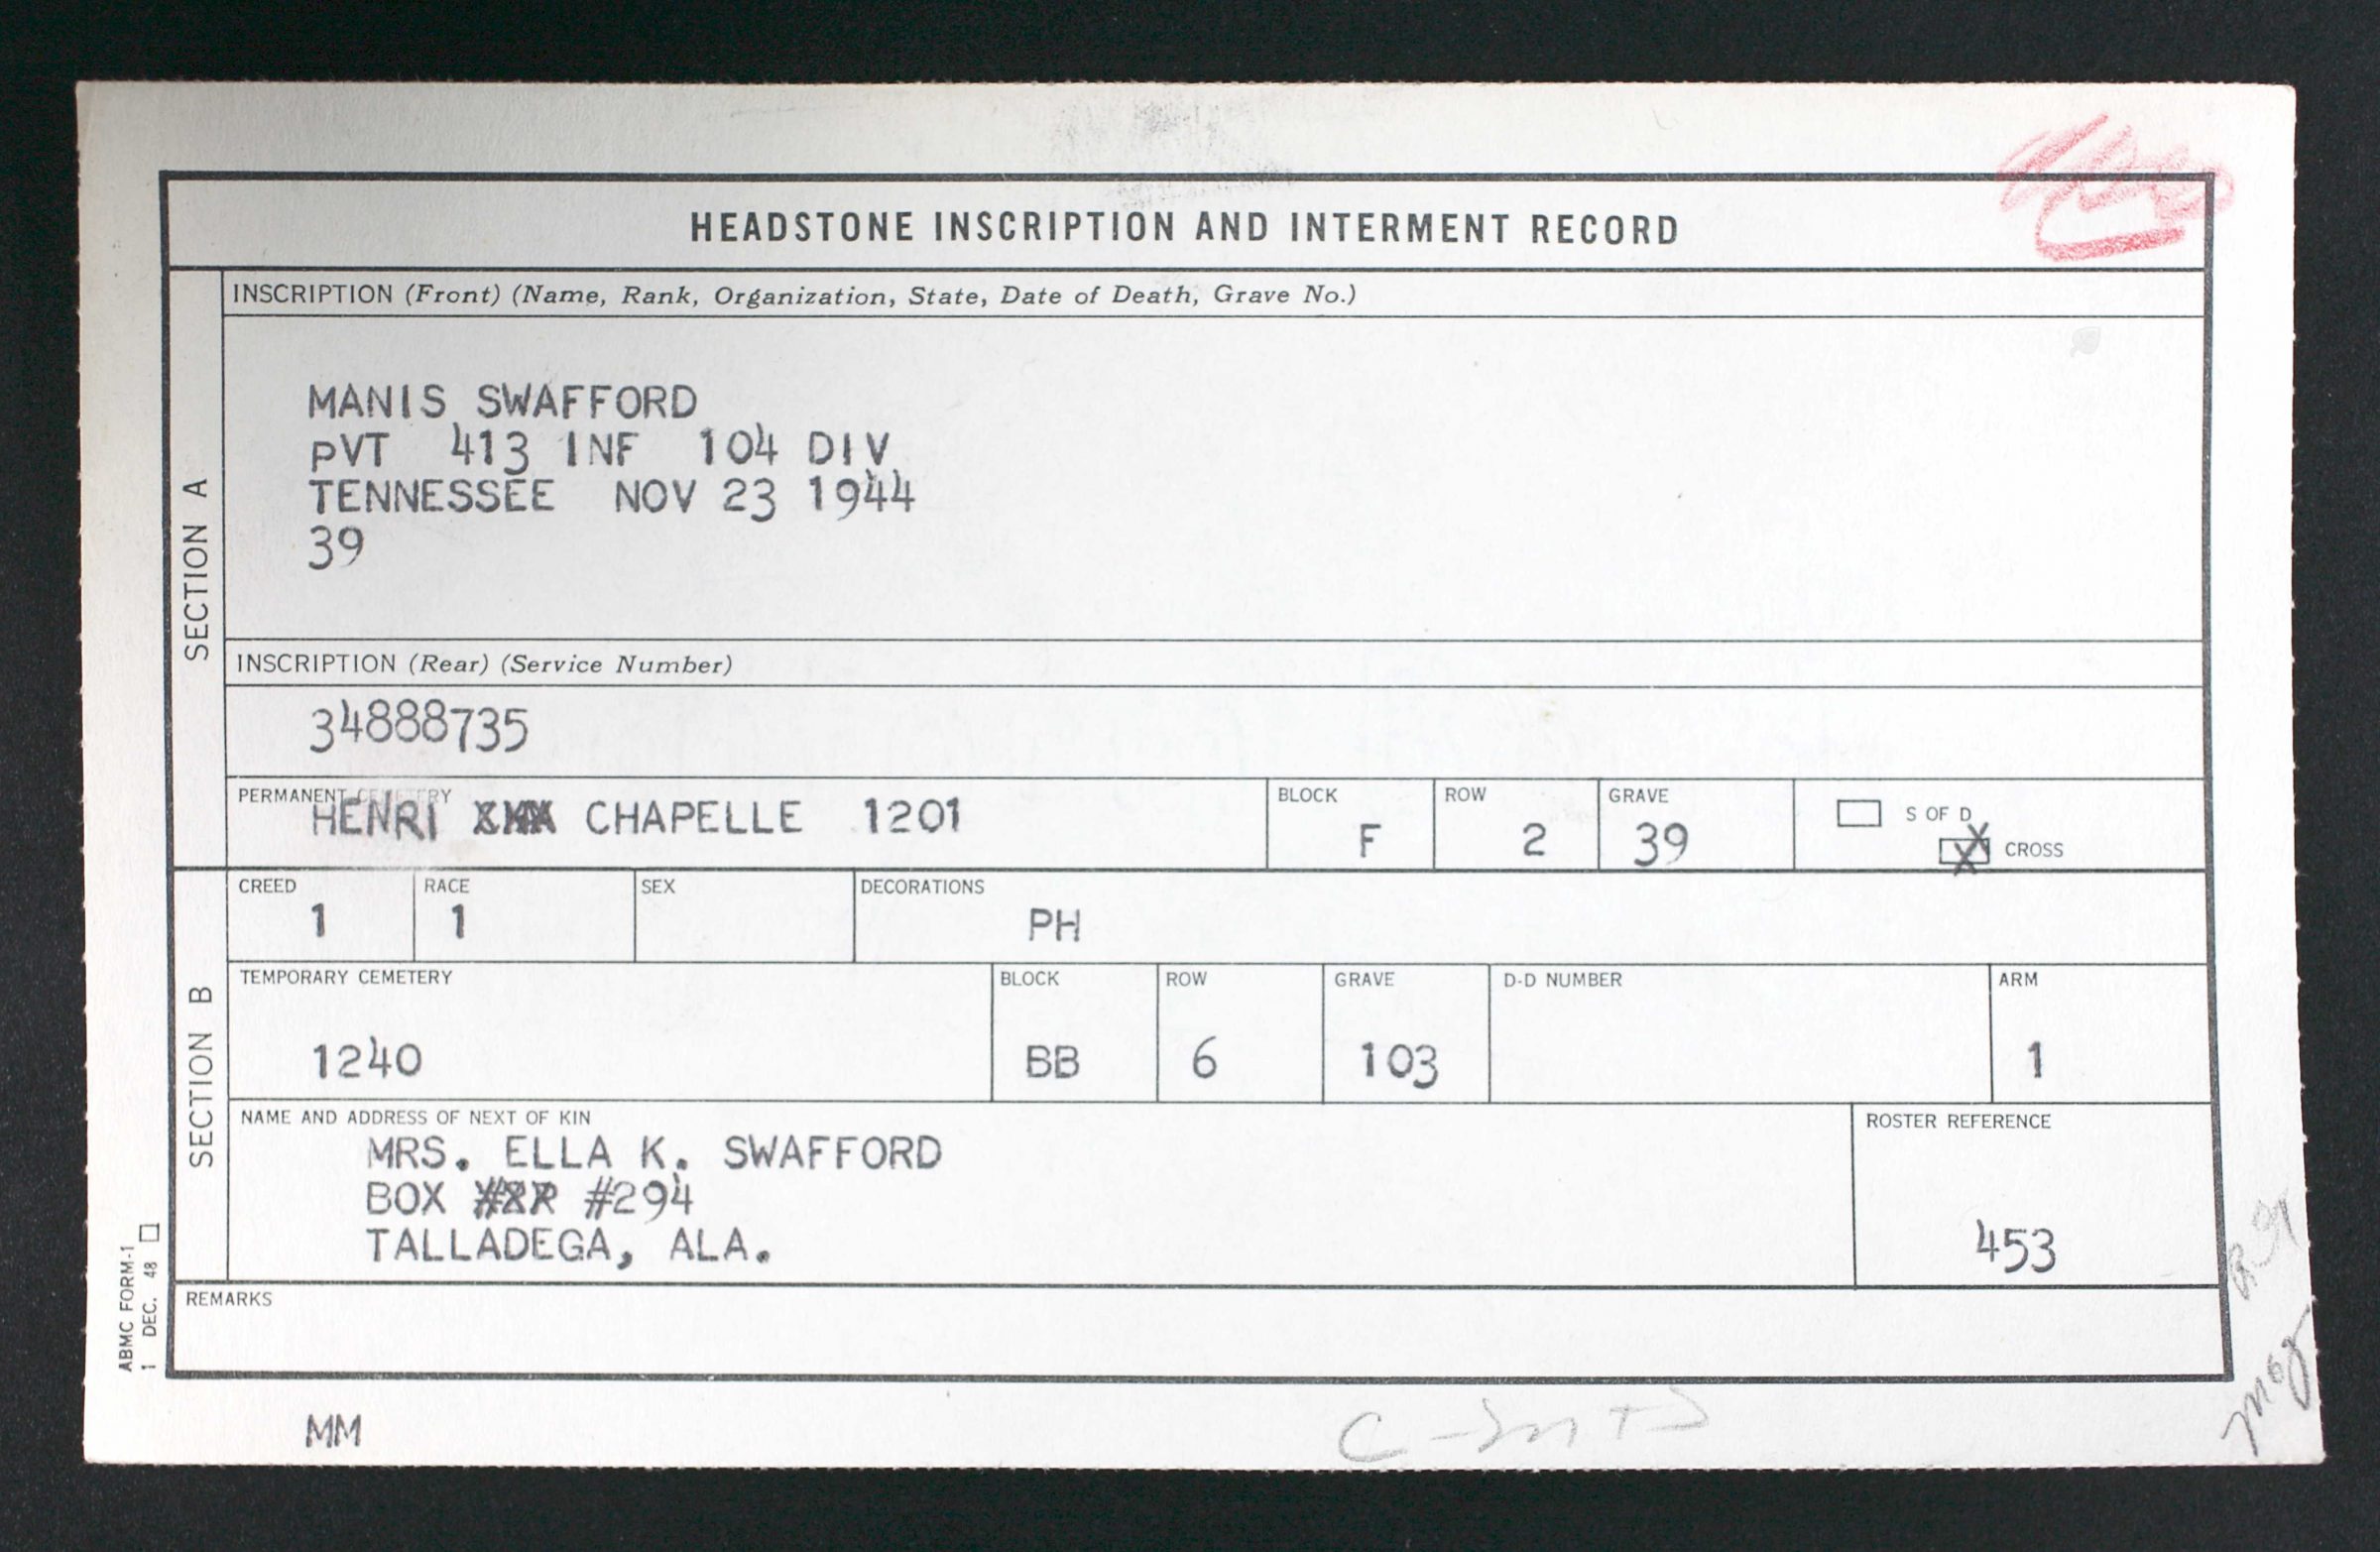 HEADSTONE INSCRIPTION AND INTERMENT RECORD
SECTION A
INSCRIPTION (Front) (Name, Rank, Organization, State, Date of Death, Grave No.)
MANIS SWAFFORD
PVT 413 INF 104 DIV
TENNESSEE NOV 23 1944
39
INSCRIPTION (Rear) (Service Number)
34888735
PERMANENT CEMETERY
HENRI CHAPELLE 1201
BLOCK
F
ROW
2
GRAVE
39
S OF D
X CROSS
SECTION B
CREED
1
RACE
1
SEX
DECORATIONS
PH
TEMPORARY CEMETERY
1240
BLOCK
BB
ROW
6
GRAVE
103
D-D NUMBER
ARM
1
NAME AND ADDRESS OF NEXT OF KIN
MRS. ELLA K. SWAFFORD
BOX #294
TALLADEGA, ALA.
ROSTER REFERENCE
453
REMARKS
ABMC FORM-1
1 DEC. 48
MM